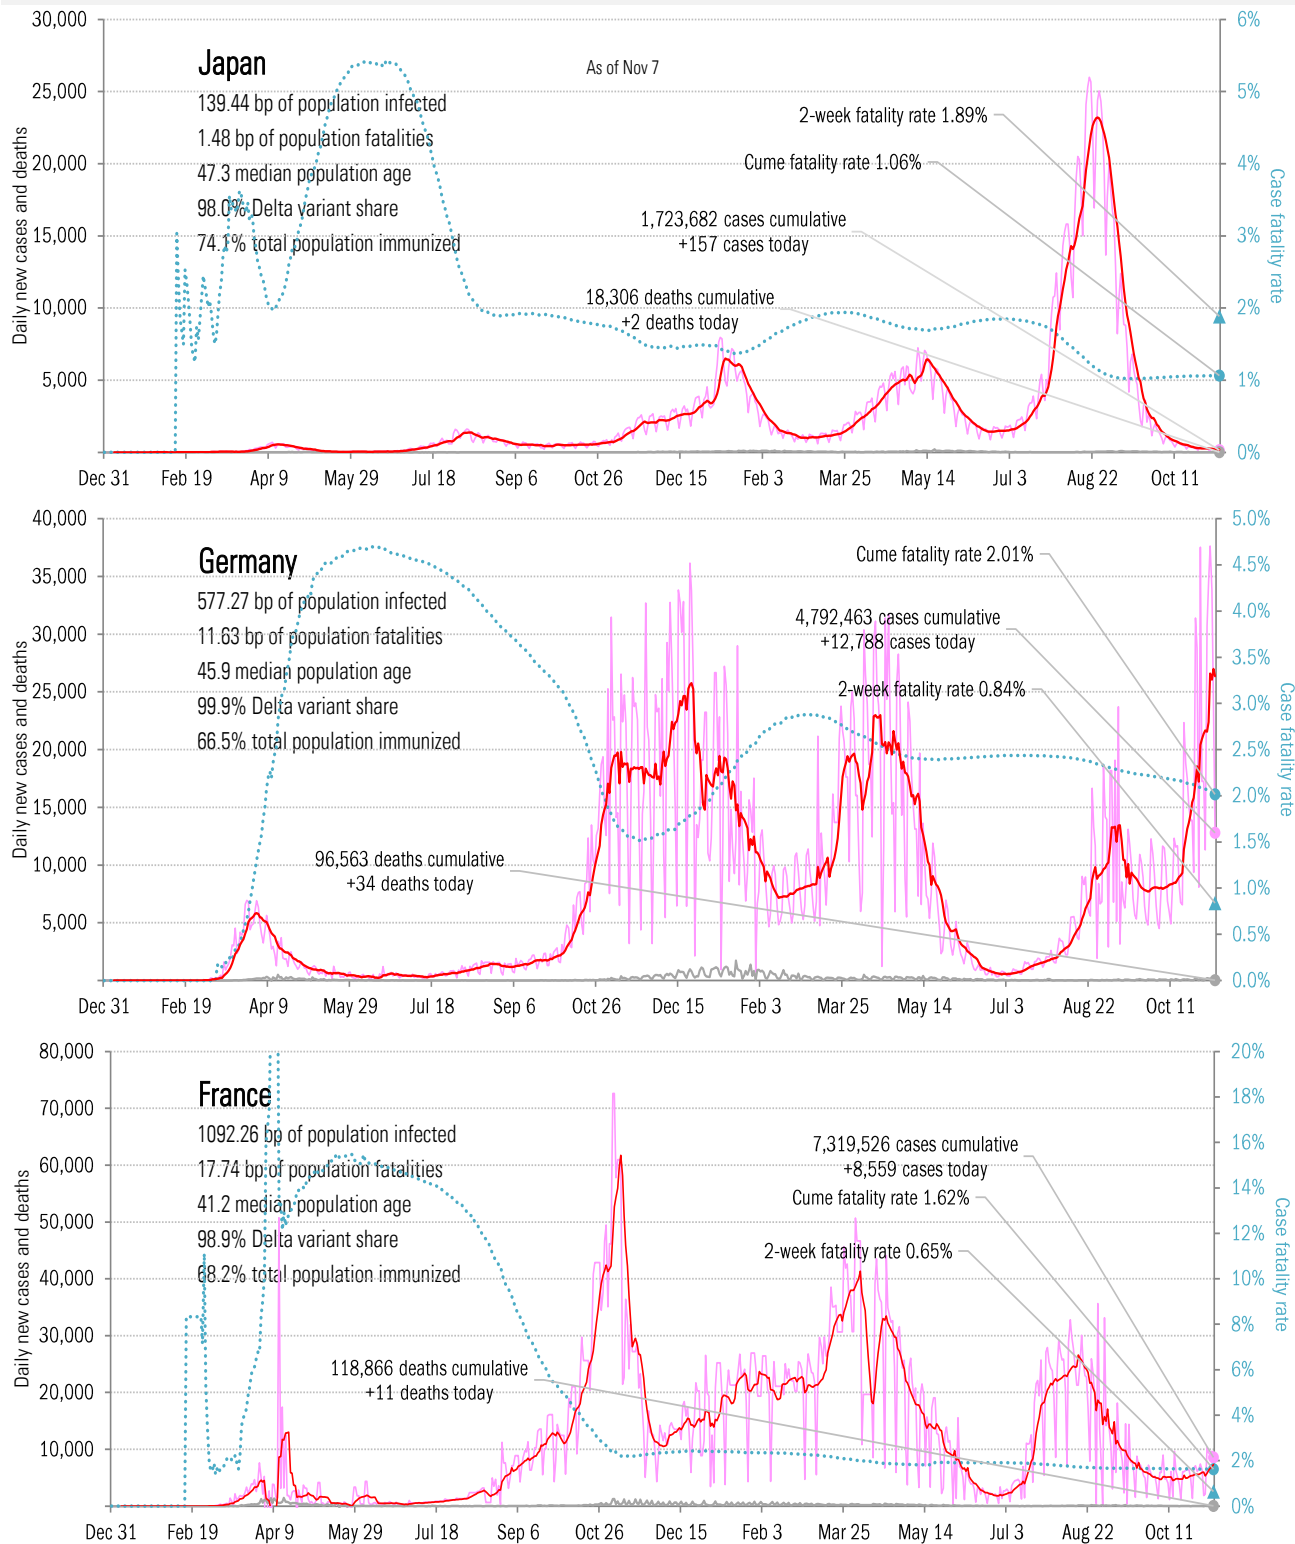 30,000
25,000
20,000
15,000
10,000
5,000
Daily new cases and deaths
6%
5%
4%
3%
2%
1%
0%
Case fatality rate
Japan
139.44 bp of population infected
1.48 bp of population fatalities
47.3 median population age
98.0% Delta variant share
74.1% total population immunized
As of Nov 7
2-week fatality rate 1.89%
Cume fatality rate 1.06%
1,723,682 cases cumulative
+157 cases today
18,306 deaths cumulative
+2 deaths today
Dec 31 Feb 19 Apr 9 May 29 Jul 18 Sep 6 Oct 26 Dec 15 Feb 3 Mar 25 May 14 Jul 3 Aug 22 Oct 11
40,000
35,000
30,000
25,000
20,000
15,000
10,000
5,000
Daily new cases and deaths
5.0%
4.5%
4.0%
3.5%
3.0%
2.5%
2.0%
1.5%
1.0%
0.5%
0.0%
Case fatality rate
Germany
577.27 bp of population infected
11.63 bp of population fatalities
45.9 median population age
99.9% Delta variant share
66.5% total population immunized
Cume fatality rate 2.01%
4,792,463 cases cumulative
+12,788 cases today
2-week fatality rate 0.84%
96,563 deaths cumulative
+34 deaths today
Dec 31 Feb 19 Apr 9 May 29 Jul 18 Sep 6 Oct 26 Dec 15 Feb 3 Mar 25 May 14 Jul 3 Aug 22 Oct 11
80,000
70,000
60,000
50,000
40,000
30,000
20,000
10,000
Daily new cases and deaths
20%
18%
16%
14%
12%
10%
8%
6%
4%
2%
0%
Case fatality rate
France
1092.26 bp of population infected
17.74 bp of population fatalities
41.2 median population age
98.9% Delta variant share
68.2% total population immunized
7,319,526 cases cumulative
+8,559 cases today
Cume fatality rate 1.62%
2-week fatality rate 0.65%
118,866 deaths cumulative
+11 deaths today
Dec 31 Feb 19 Apr 9 May 29 Jul 18 Sep 6 Oct 26 Dec 15 Feb 3 Mar 25 May 14 Jul 3 Aug 22 Oct 11